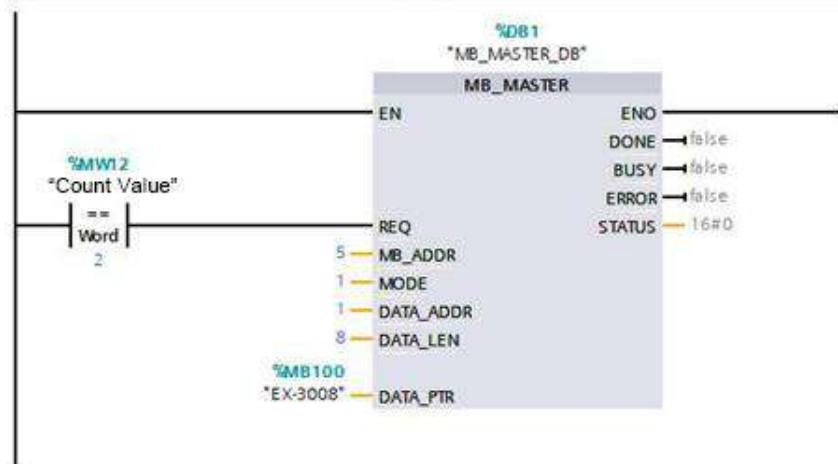 %DB1
"MB_MASTER_DB"
MB_MASTER
EN ENO
DONE false
%MW12
BUSY false
"Count Value"
ERROR false
==
Word
REQ STATUS 16#0
2
5 MB_ADDR
1 MODE
1 DATA_ADDR
8 DATA_LEN
%MB100
"EX-3008" DATA_PTR